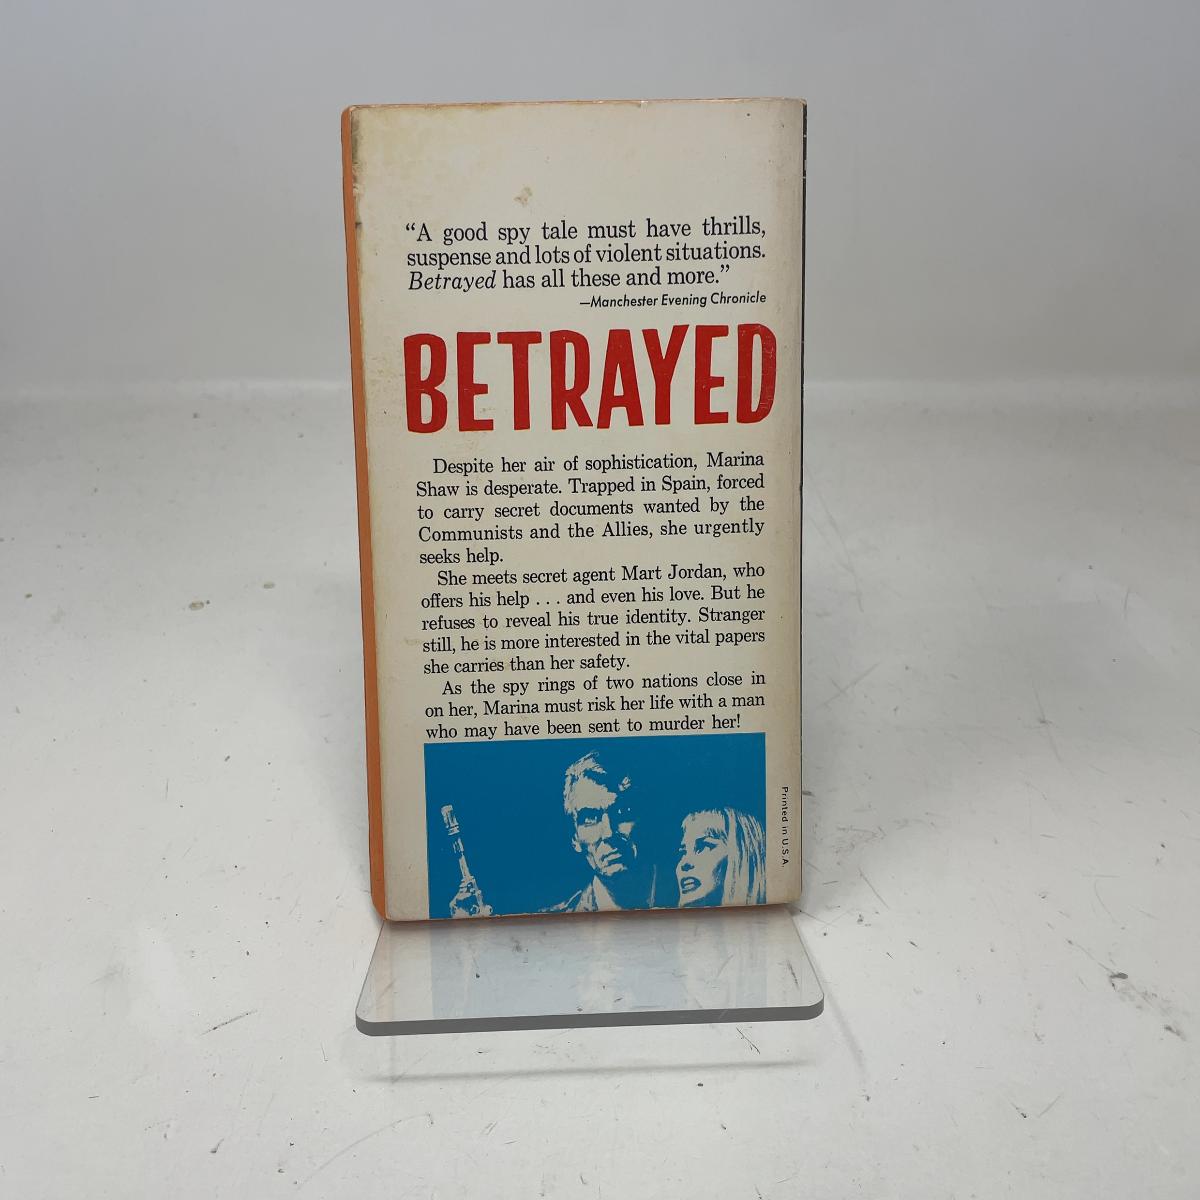 “A good spy tale must have thrills,
suspense and lots of violent situations.
Betrayed has all these and more.”
—Manchester Evening Chronicle
BETRAYED
Despite her air of sophistication, Marina
Shaw is desperate. Trapped in Spain, forced
to carry secret documents wanted by the
Communists and the Allies, she urgently
seeks help.
She meets secret agent Mart Jordan, who
offers his help . . . and even his love. But he
refuses to reveal his true identity. Stranger
still, he is more interested in the vital papers
she carries than her safety.
As the spy rings of two nations close in
on her, Marina must risk her life with a man
who may have been sent to murder her!
Printed in U.S.A.